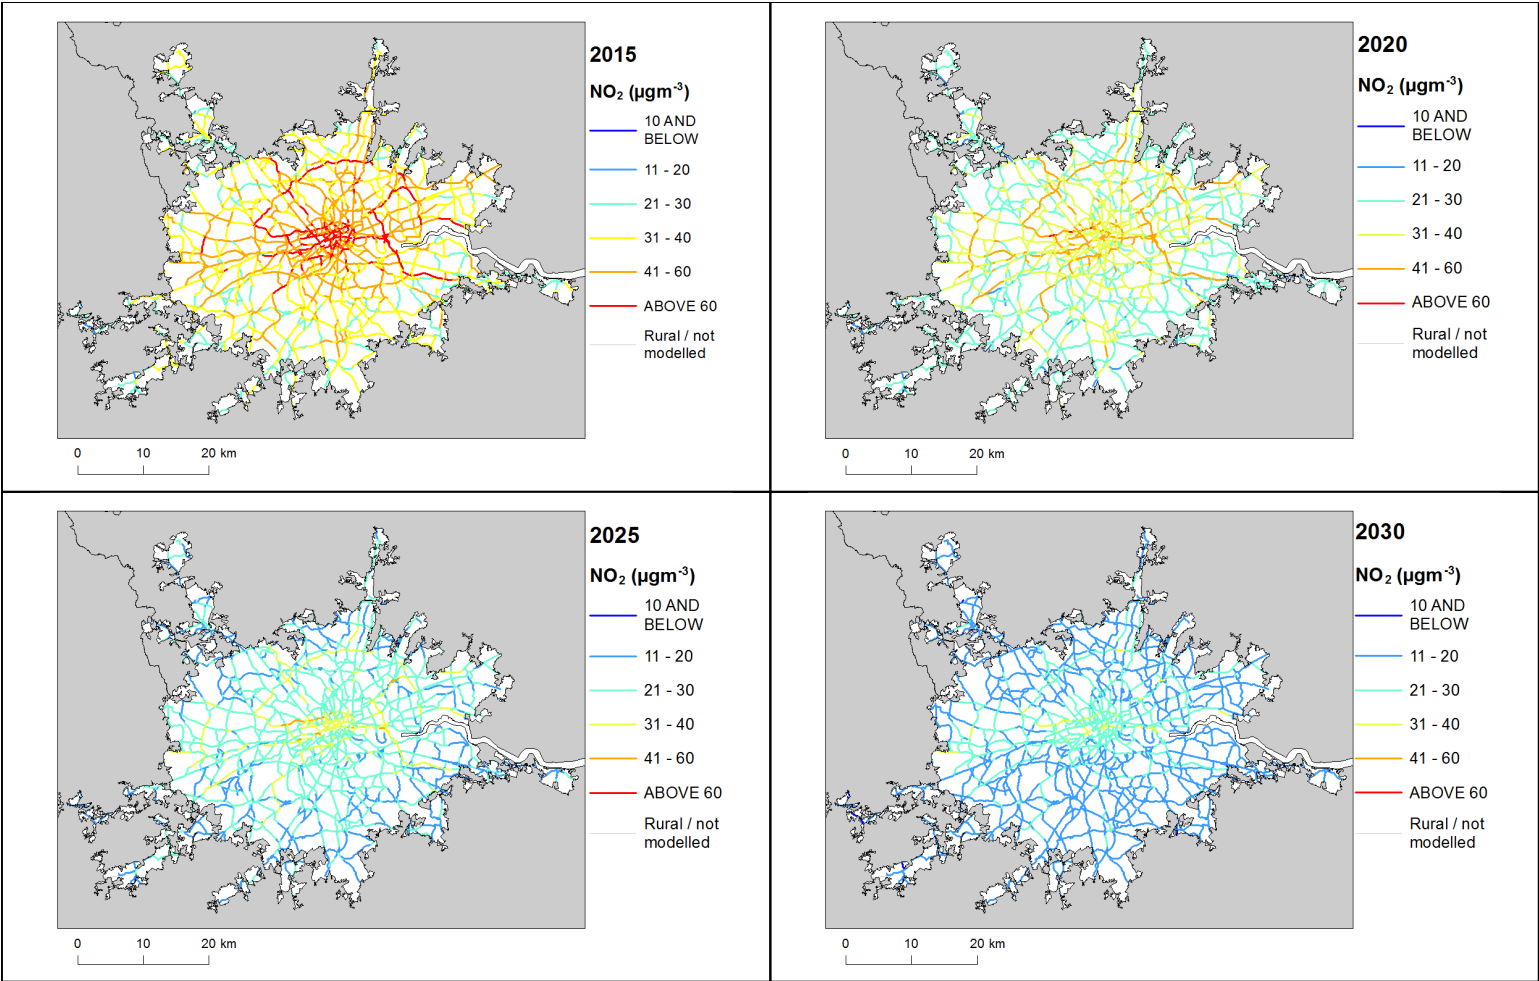 2015
NO₂ (µgm⁻³)
10 AND
BELOW
11 - 20
21 - 30
31 - 40
41 - 60
ABOVE 60
Rural / not
modelled
0 10 20 km
2020
NO₂ (µgm⁻³)
10 AND
BELOW
11 - 20
21 - 30
31 - 40
41 - 60
ABOVE 60
Rural / not
modelled
0 10 20 km
2025
NO₂ (µgm⁻³)
10 AND
BELOW
11 - 20
21 - 30
31 - 40
41 - 60
ABOVE 60
Rural / not
modelled
0 10 20 km
2030
NO₂ (µgm⁻³)
10 AND
BELOW
11 - 20
21 - 30
31 - 40
41 - 60
ABOVE 60
Rural / not
modelled
0 10 20 km